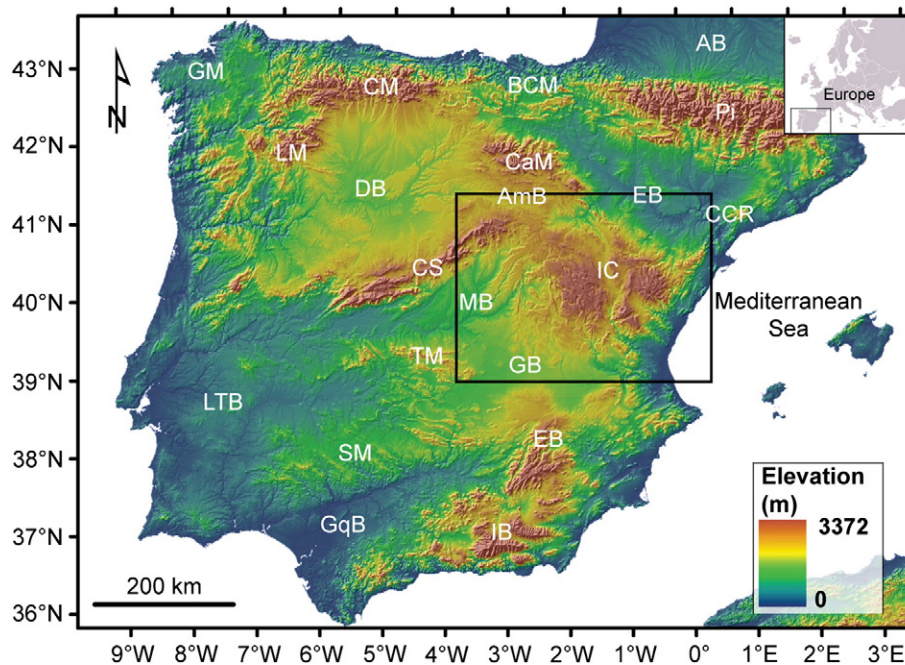 43°N
42°N
41°N
40°N
39°N
38°N
37°N
36°N
N
GM
CM
BCM
AB
Europe
Pi
LM
CaM
DB
AmB
EB
CCR
CS
IC
MB
Mediterranean
Sea
TM
GB
LTB
EB
SM
GqB
IB
Elevation
(m)
3372
0
200 km
9°W
8°W
7°W
6°W
5°W
4°W
3°W
2°W
1°W
0°
1°E
2°E
3°E